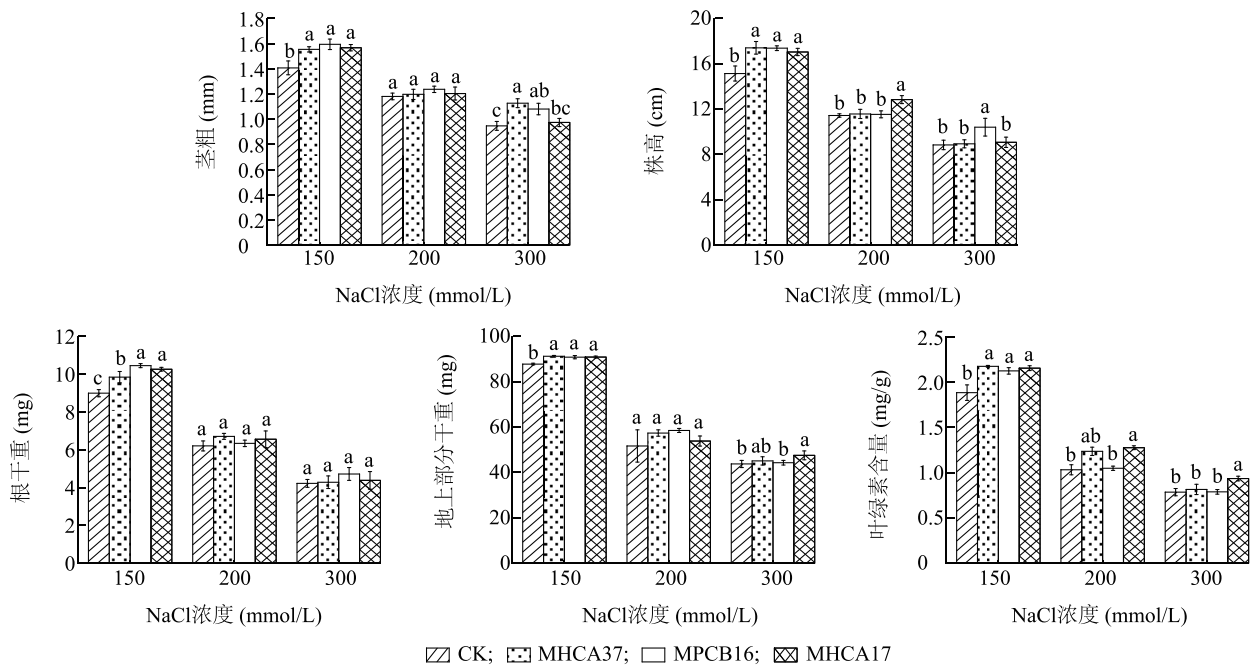 茎粗 (mm)
1.8
1.6
1.4
1.2
1.0
0.8
0.6
0.4
0.2
0
b a a a
a a a a
c a ab bc
150 200 300
NaCl浓度 (mmol/L)
株高 (cm)
20
16
12
8
4
0
b a a a
b b b a
b b a b
150 200 300
NaCl浓度 (mmol/L)
根干重 (mg)
12
10
8
6
4
2
0
c b a a
a a a a
a a a a
150 200 300
NaCl浓度 (mmol/L)
地上部分干重 (mg)
100
80
60
40
20
0
b a a a
a a a a
b ab b a
150 200 300
NaCl浓度 (mmol/L)
叶绿素含量 (mg/g)
2.5
2.0
1.5
1.0
0.5
0
b a a a
b ab b a
b b b a
150 200 300
NaCl浓度 (mmol/L)
CK; MHCA37; MPCB16; MHCA17